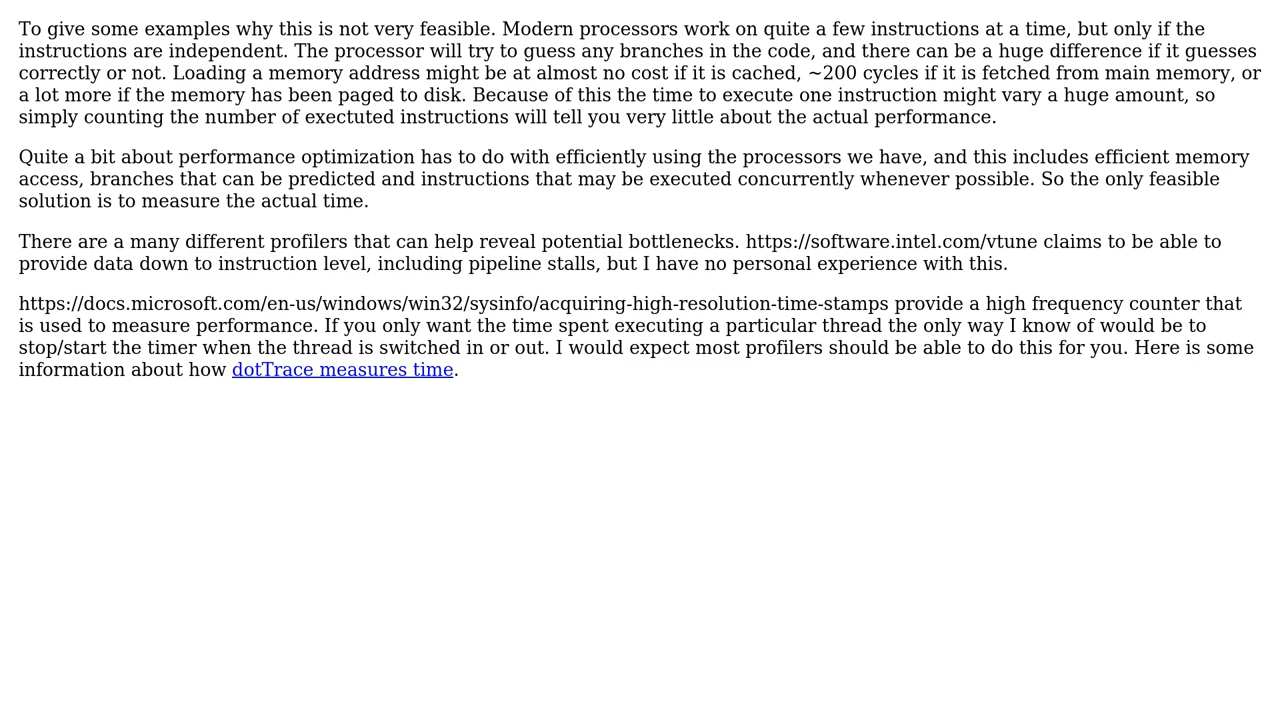 To give some examples why this is not very feasible. Modern processors work on quite a few instructions at a time, but only if the
instructions are independent. The processor will try to guess any branches in the code, and there can be a huge difference if it guesses
correctly or not. Loading a memory address might be at almost no cost if it is cached, ~200 cycles if it is fetched from main memory, or
a lot more if the memory has been paged to disk. Because of this the time to execute one instruction might vary a huge amount, so
simply counting the number of exectuted instructions will tell you very little about the actual performance.
Quite a bit about performance optimization has to do with efficiently using the processors we have, and this includes efficient memory
access, branches that can be predicted and instructions that may be executed concurrently whenever possible. So the only feasible
solution is to measure the actual time.
There are a many different profilers that can help reveal potential bottlenecks. https://software.intel.com/vtune claims to be able to
provide data down to instruction level, including pipeline stalls, but I have no personal experience with this.
https://docs.microsoft.com/en-us/windows/win32/sysinfo/acquiring-high-resolution-time-stamps provide a high frequency counter that
is used to measure performance. If you only want the time spent executing a particular thread the only way I know of would be to
stop/start the timer when the thread is switched in or out. I would expect most profilers should be able to do this for you. Here is some
information about how dotTrace measures time.